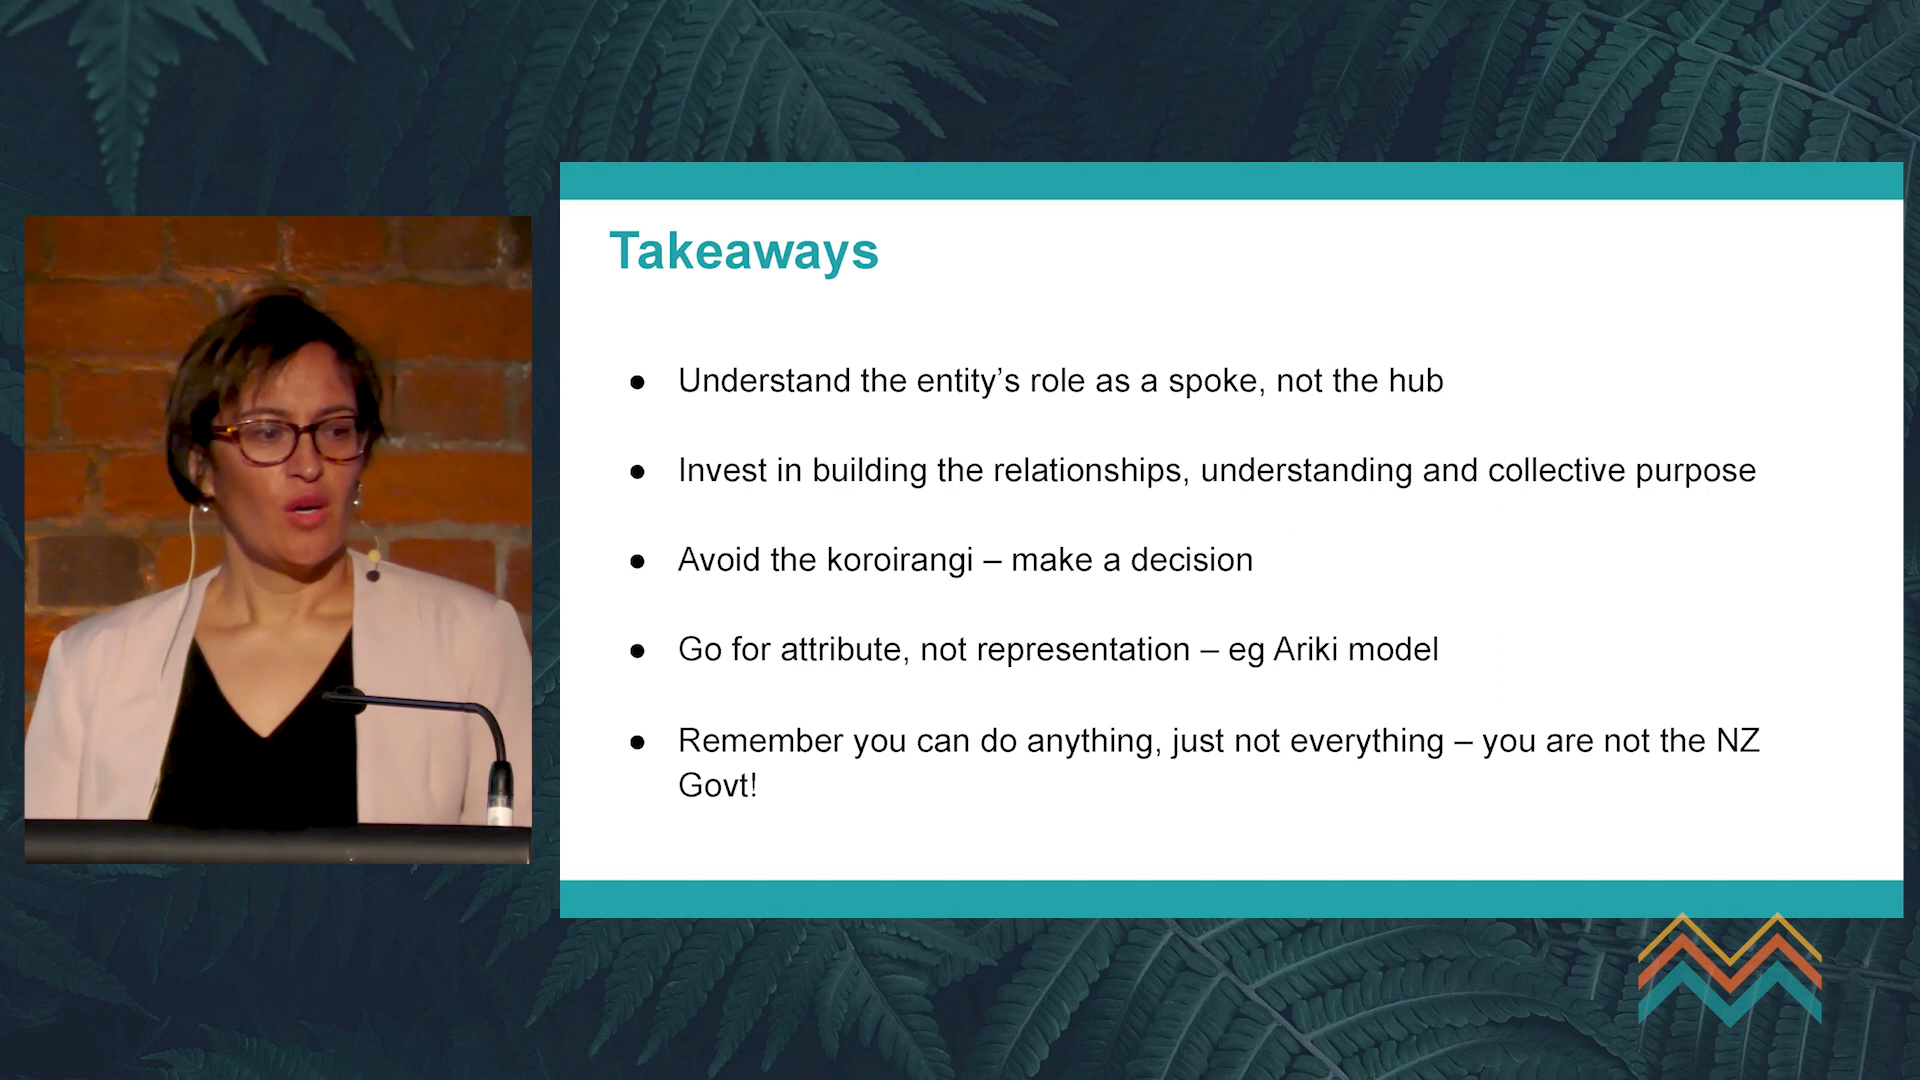 Takeaways
● Understand the entity’s role as a spoke, not the hub
● Invest in building the relationships, understanding and collective purpose
● Avoid the koroirangi – make a decision
● Go for attribute, not representation – eg Ariki model
● Remember you can do anything, just not everything – you are not the NZ
Govt!